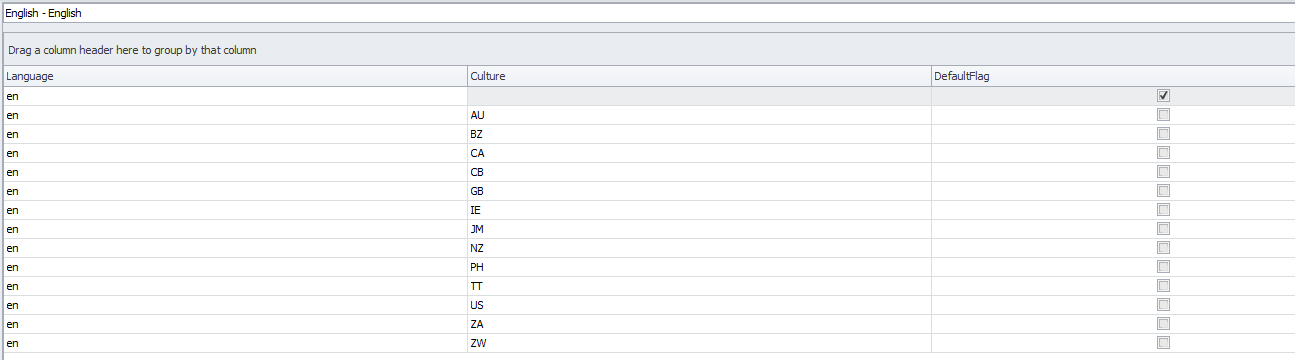 English - English
Drag a column header here to group by that column
Language Culture DefaultFlag
en
en AU
en BZ
en CA
en CB
en GB
en IE
en JM
en NZ
en PH
en TT
en US
en ZA
en ZW